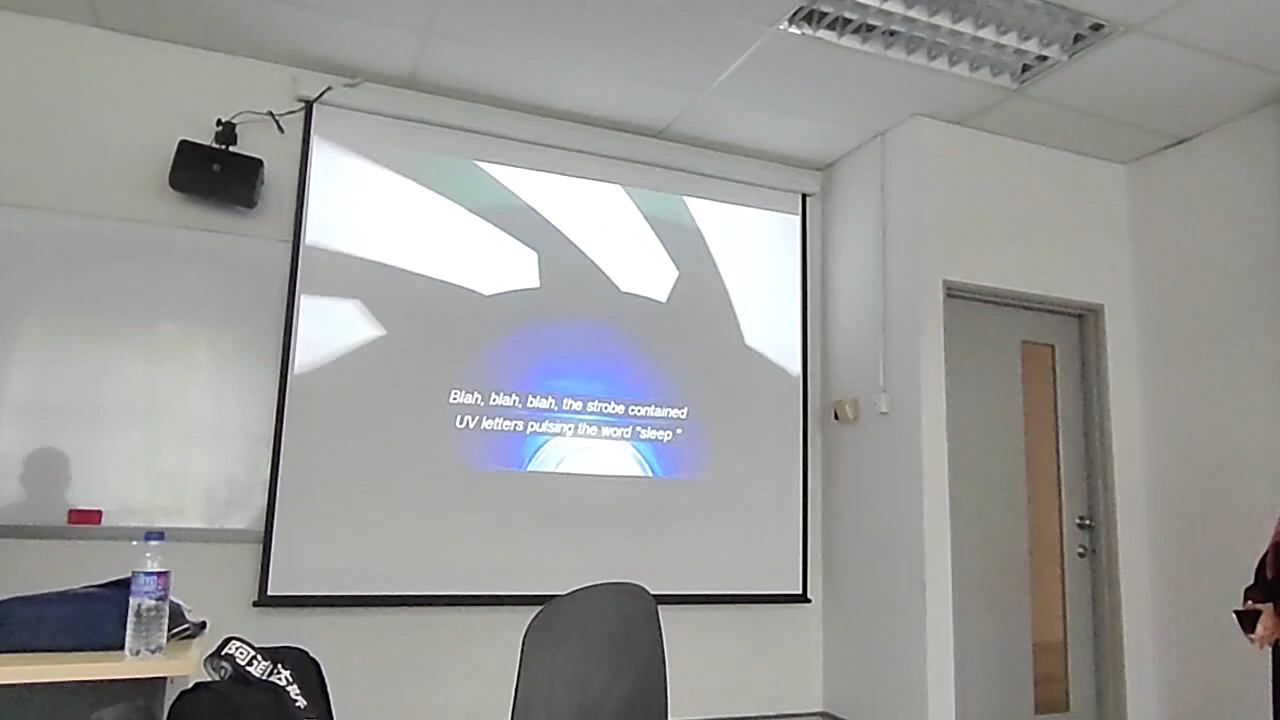 Blah, blah, blah, the strobe contained
UV letters pulsing the word "sleep "